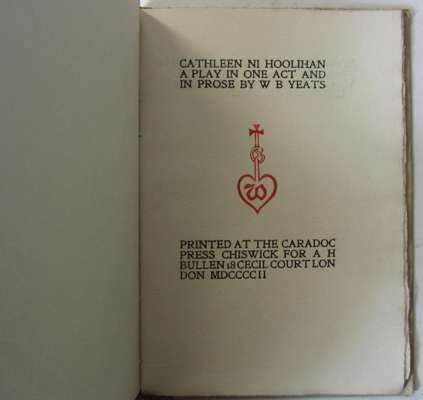 CATHLEEN NI HOOLIHAN
A PLAY IN ONE ACT AND
IN PROSE BY W B YEATS
W
PRINTED AT THE CARADOC
PRESS CHISWICK FOR A H
BULLEN 18 CECIL COURT LON
DON MDCCCCII